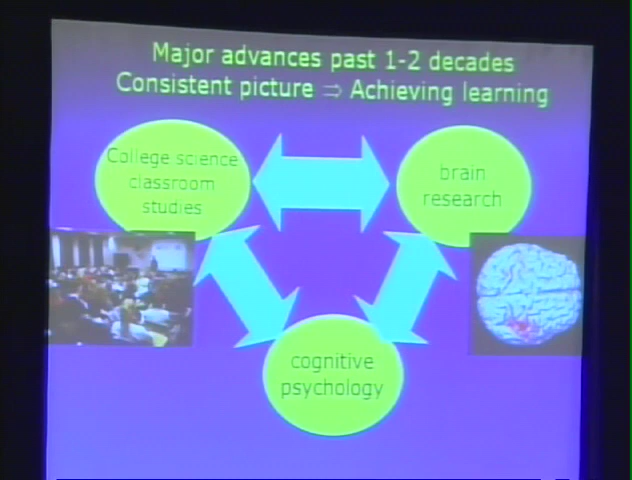 Major advances past 1-2 decades
Consistent picture ⇒ Achieving learning
College science
classroom
studies
brain
research
cognitive
psychology